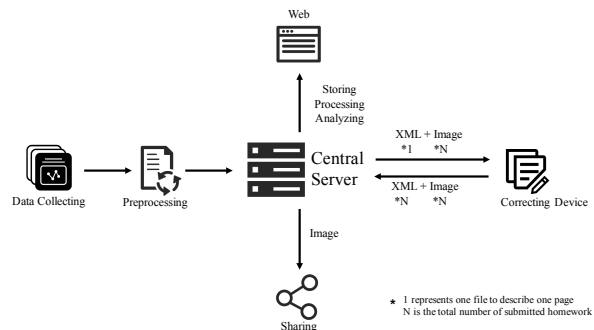 Web
Storing
Processing
Analyzing
XML + Image
*1 *N
Central
Server
XML + Image
*N *N
Data Collecting
Preprocessing
Correcting Device
Image
Sharing
* 1 represents one file to describe one page
N is the total number of submitted homework